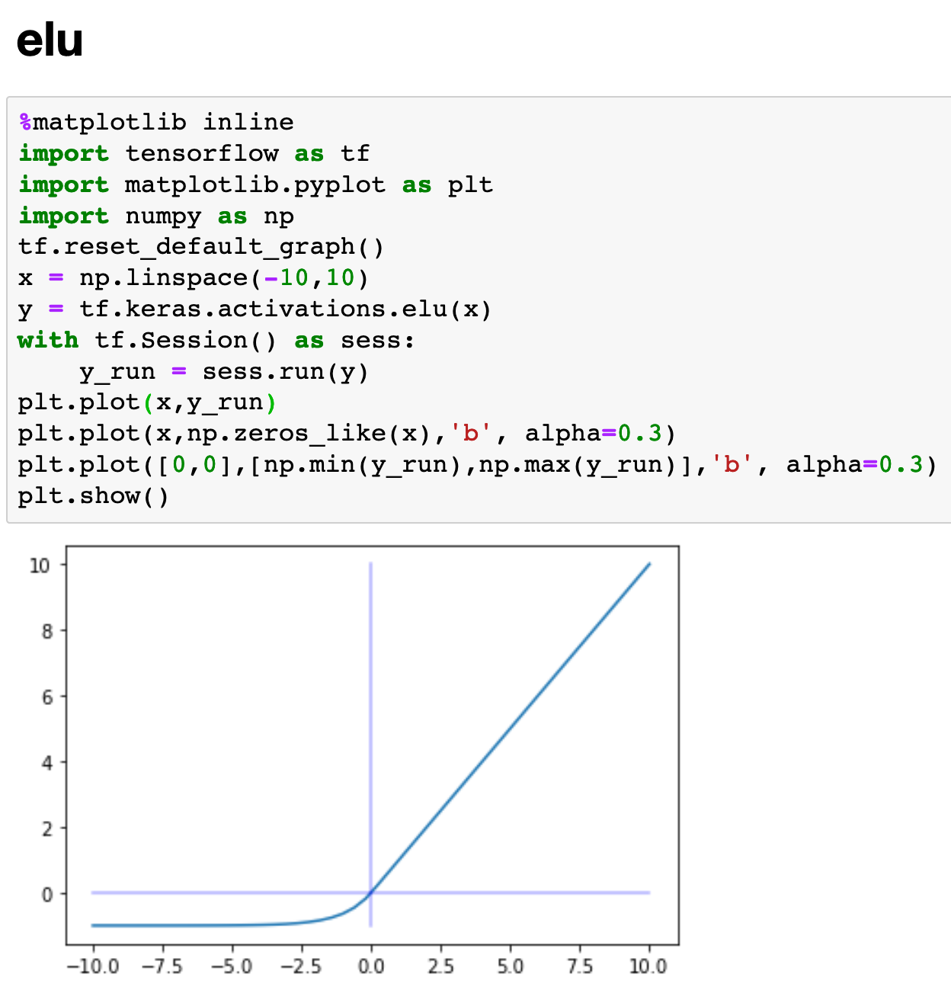 elu
%matplotlib inline
import tensorflow as tf
import matplotlib.pyplot as plt
import numpy as np
tf.reset_default_graph()
x = np.linspace(-10,10)
y = tf.keras.activations.elu(x)
with tf.Session() as sess:
    y_run = sess.run(y)
plt.plot(x,y_run)
plt.plot(x,np.zeros_like(x),'b', alpha=0.3)
plt.plot([0,0],[np.min(y_run),np.max(y_run)],'b', alpha=0.3)
plt.show()
10
8
6
4
2
0
−10.0 −7.5 −5.0 −2.5 0.0 2.5 5.0 7.5 10.0